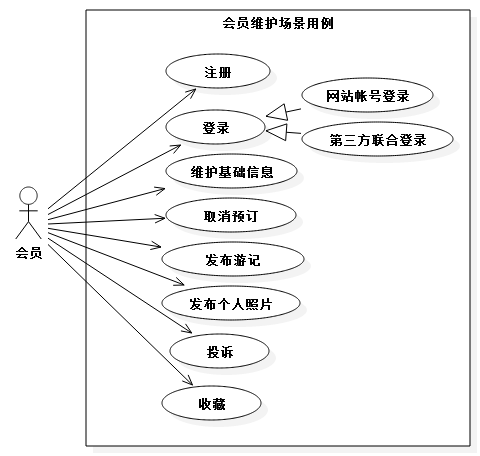 会员维护场景用例
注册
网站帐号登录
登录
第三方联合登录
维护基础信息
取消预订
会员
发布游记
发布个人照片
投诉
收藏